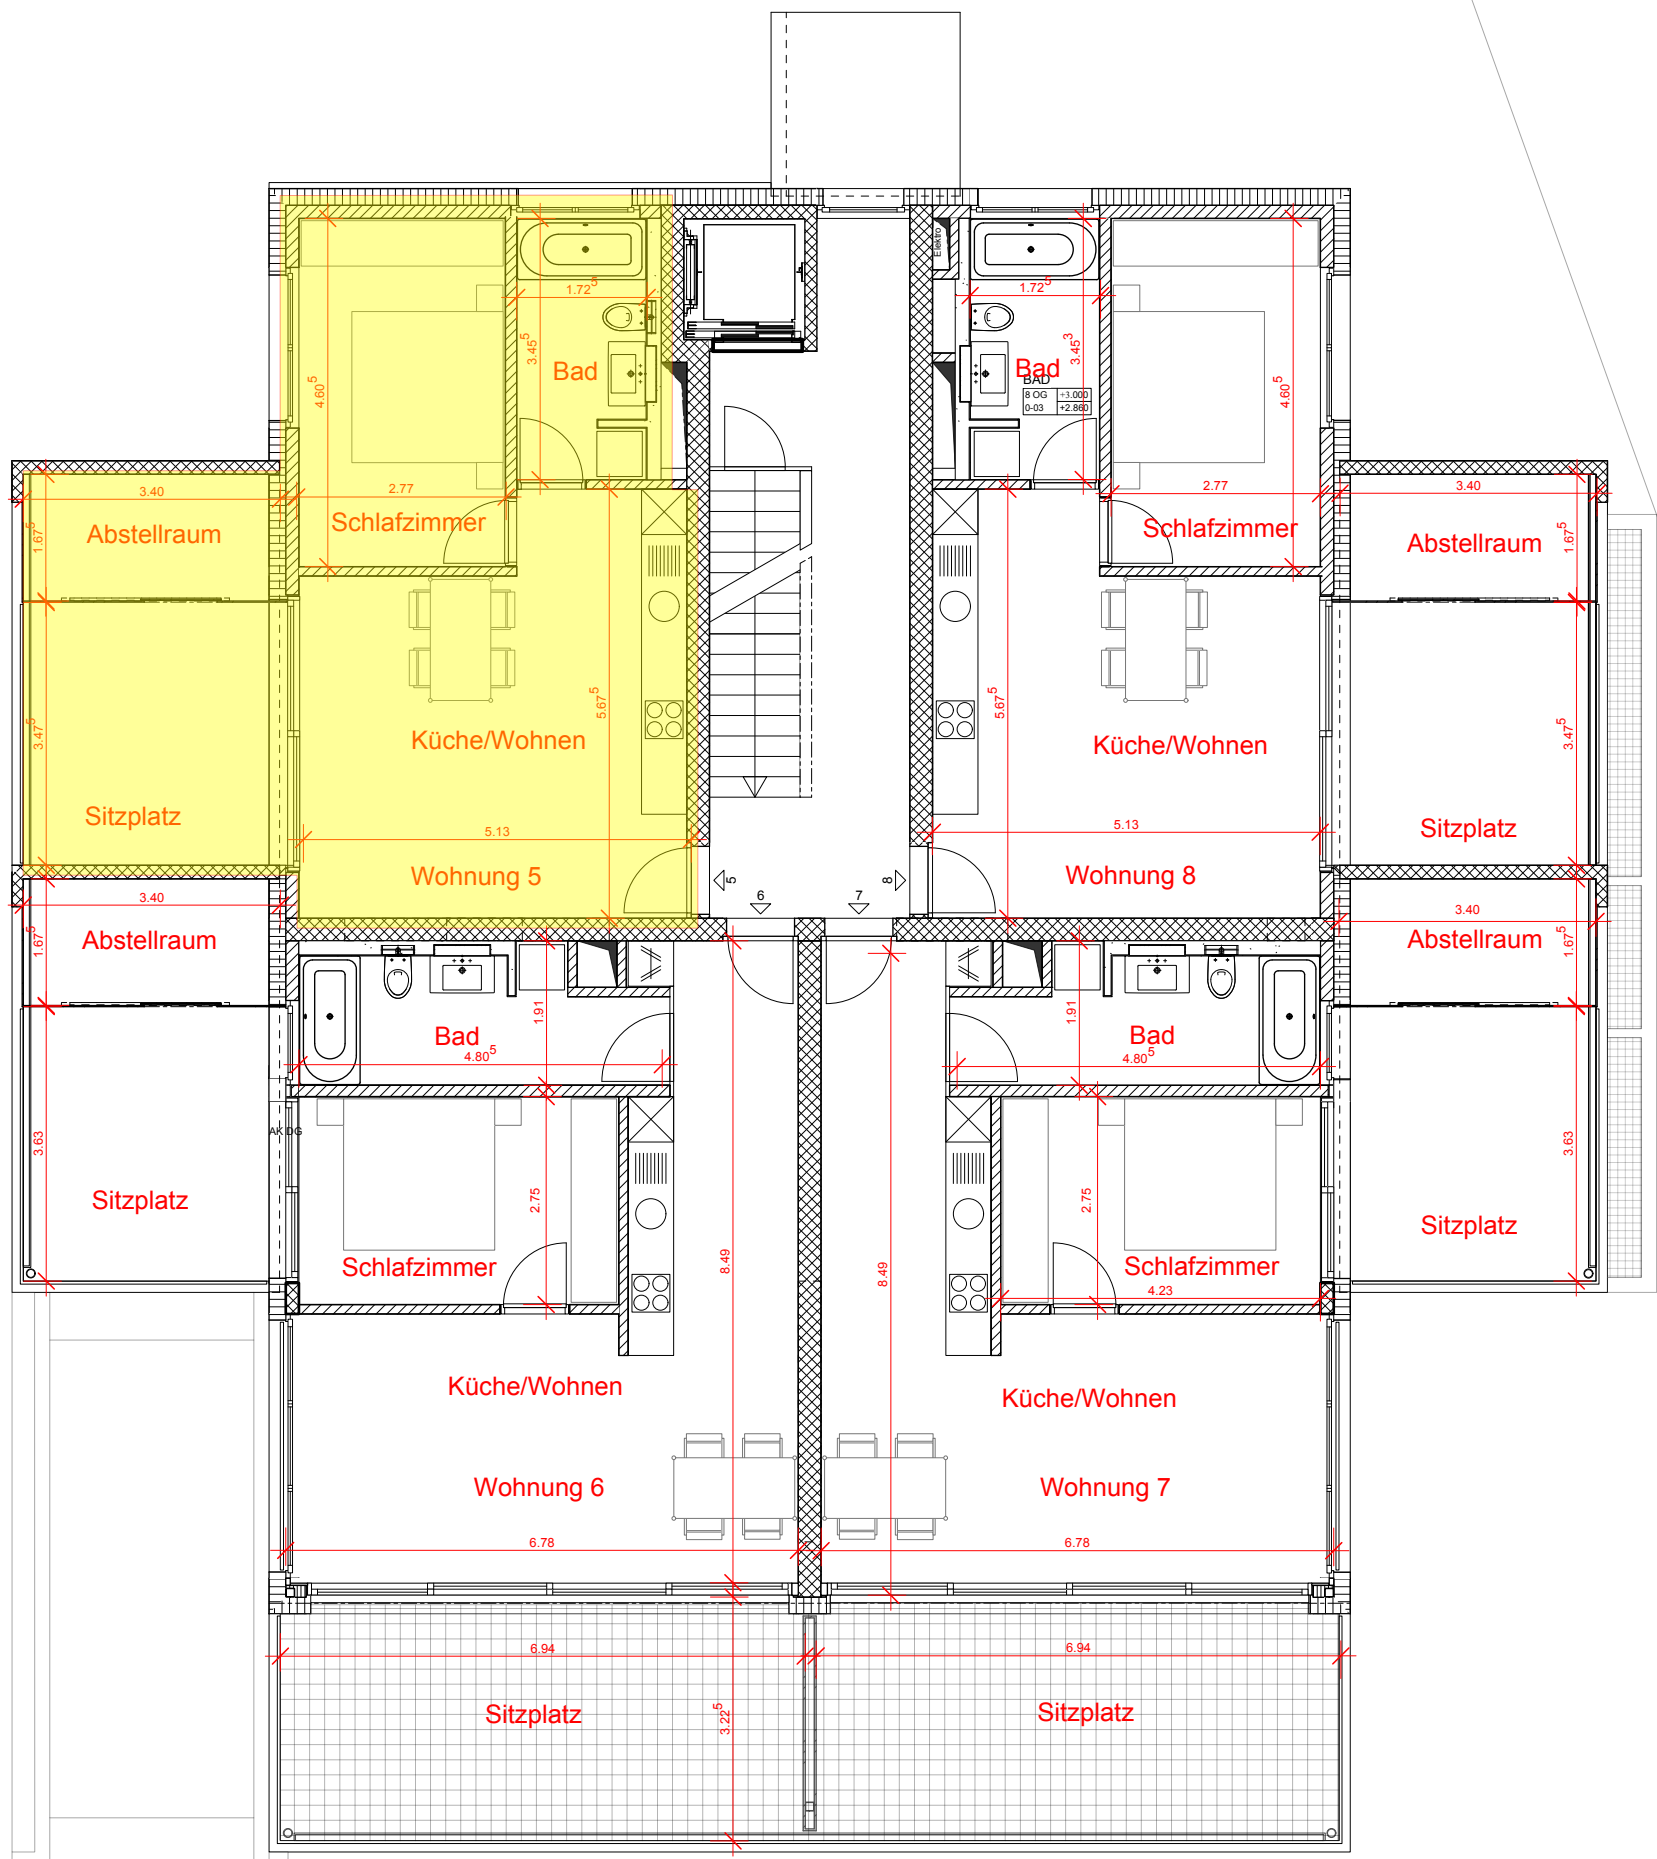 Elektro
1.72⁵
1.72⁵
3.45⁵
3.45³
Bad
Bad
BAD
8 OG +3.000
0-03 +2.860
4.60⁵
4.60⁵
3.40
2.77
2.77
3.40
Abstellraum
Schlafzimmer
Schlafzimmer
Abstellraum
1.67⁵
1.67⁵
5.67⁵
5.67⁵
3.47⁵
3.47⁵
Küche/Wohnen
Küche/Wohnen
Sitzplatz
Sitzplatz
5.13
5.13
Wohnung 5
Wohnung 8
5
6
7
8
3.40
3.40
Abstellraum
Abstellraum
1.67⁵
1.67⁵
1.91
1.91
Bad
Bad
4.80⁵
4.80⁵
AK DG
3.63
3.63
2.75
2.75
Sitzplatz
Sitzplatz
Schlafzimmer
Schlafzimmer
8.49
8.49
4.23
Küche/Wohnen
Küche/Wohnen
Wohnung 6
Wohnung 7
6.78
6.78
6.94
6.94
Sitzplatz
Sitzplatz
3.22⁵